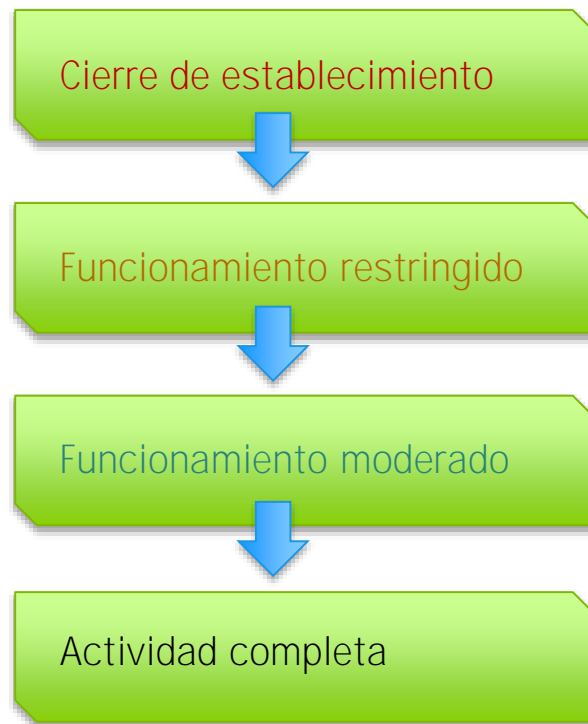 Cierre de establecimiento
Funcionamiento restringido
Funcionamiento moderado
Actividad completa